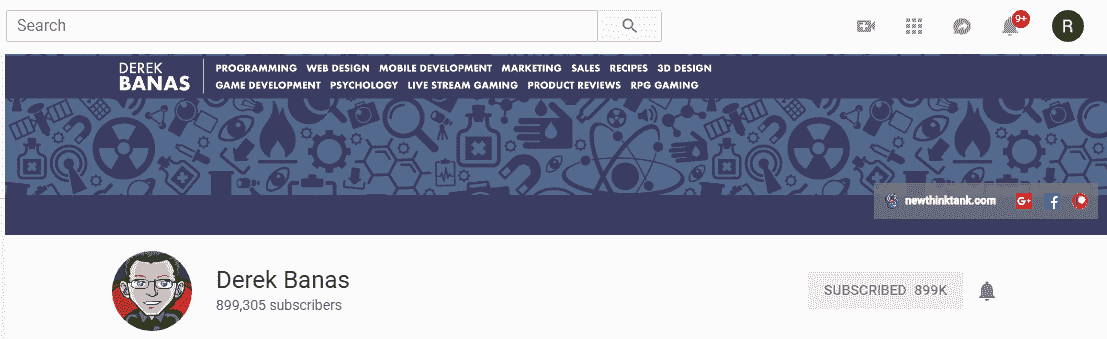 Search
9+
R
DEREK
BANAS
PROGRAMMING WEB DESIGN MOBILE DEVELOPMENT MARKETING SALES RECIPES 3D DESIGN
GAME DEVELOPMENT PSYCHOLOGY LIVE STREAM GAMING PRODUCT REVIEWS RPG GAMING
newthinktank.com G+ f
Derek Banas
899,305 subscribers
SUBSCRIBED 899K